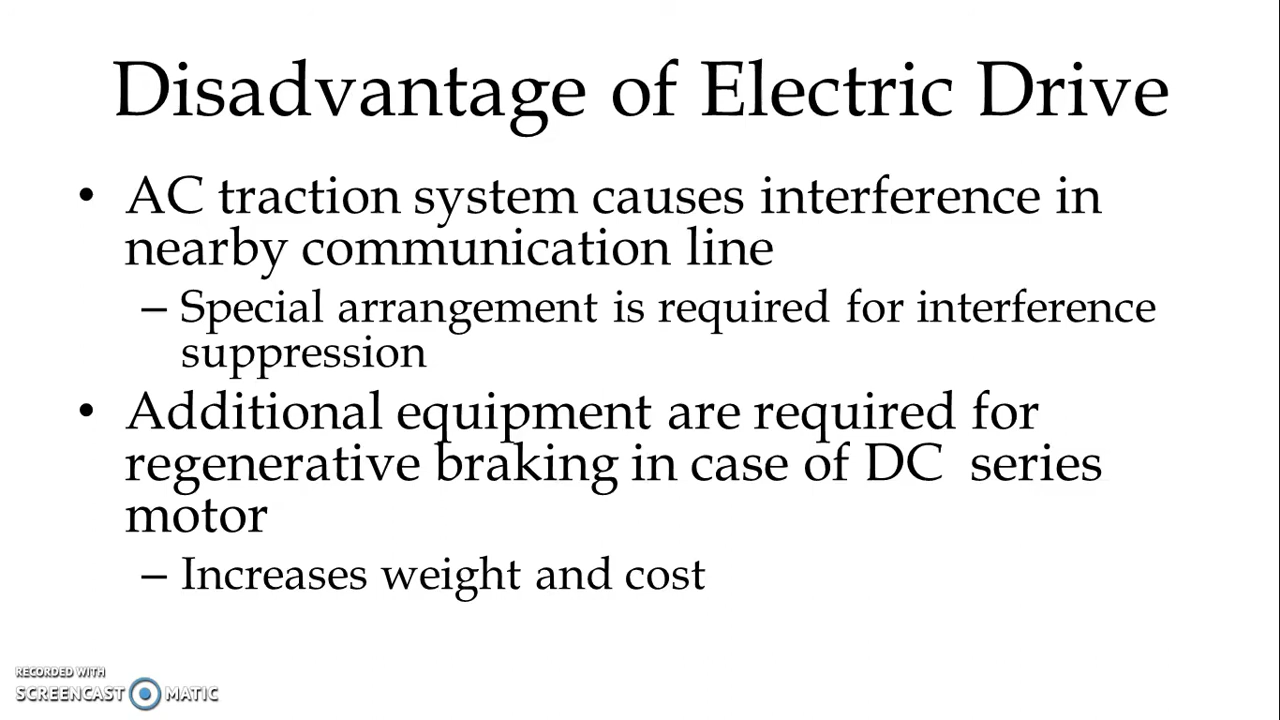 Disadvantage of Electric Drive
• AC traction system causes interference in
nearby communication line
– Special arrangement is required for interference
suppression
• Additional equipment are required for
regenerative braking in case of DC  series
motor
– Increases weight and cost
RECORDED WITH
SCREENCAST MATIC